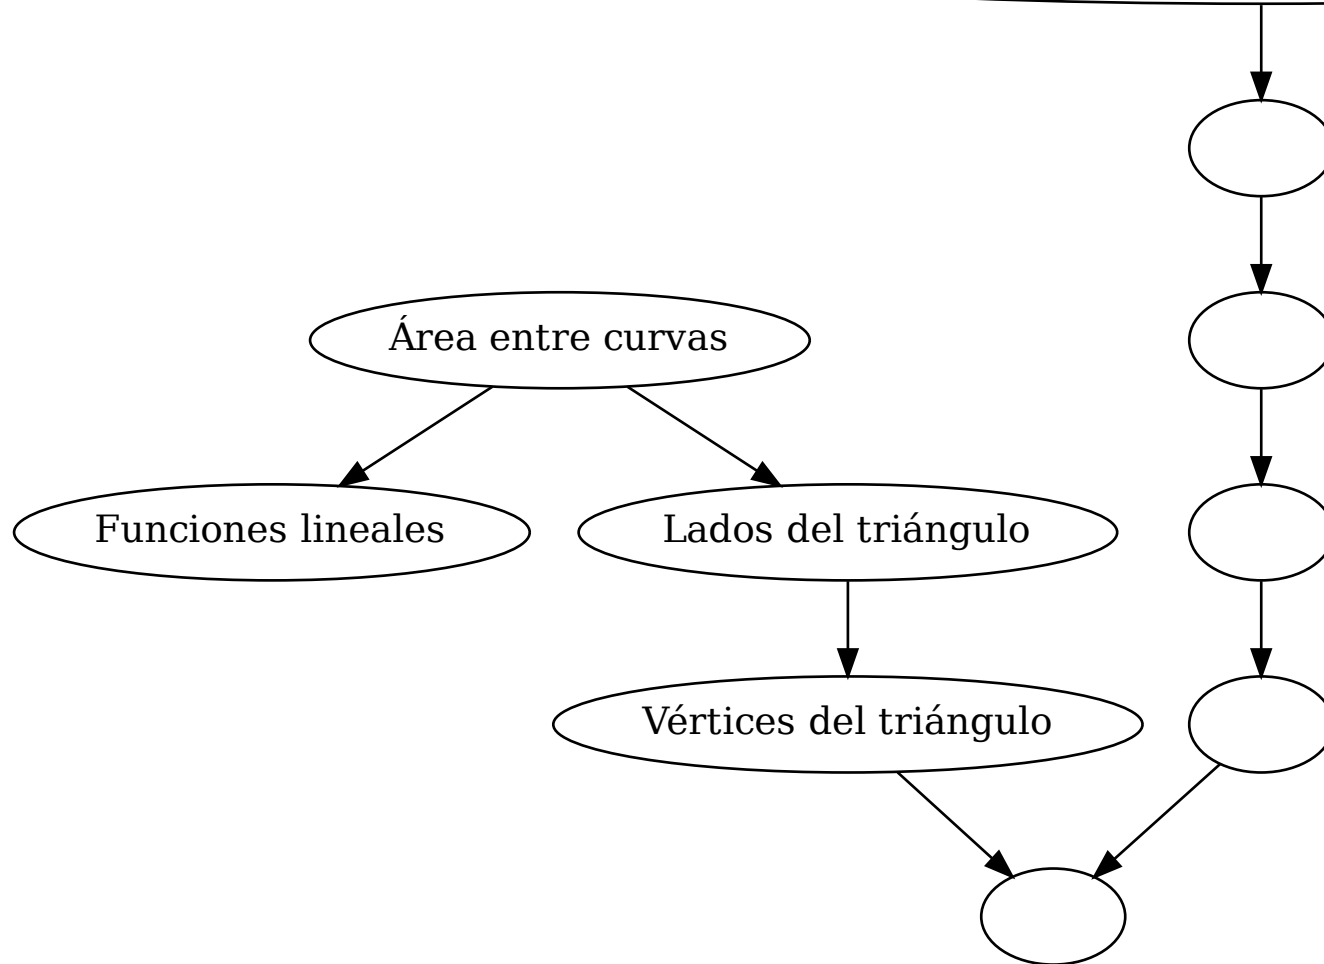 Área entre curvas
Funciones lineales
Lados del triángulo
Vértices del triángulo